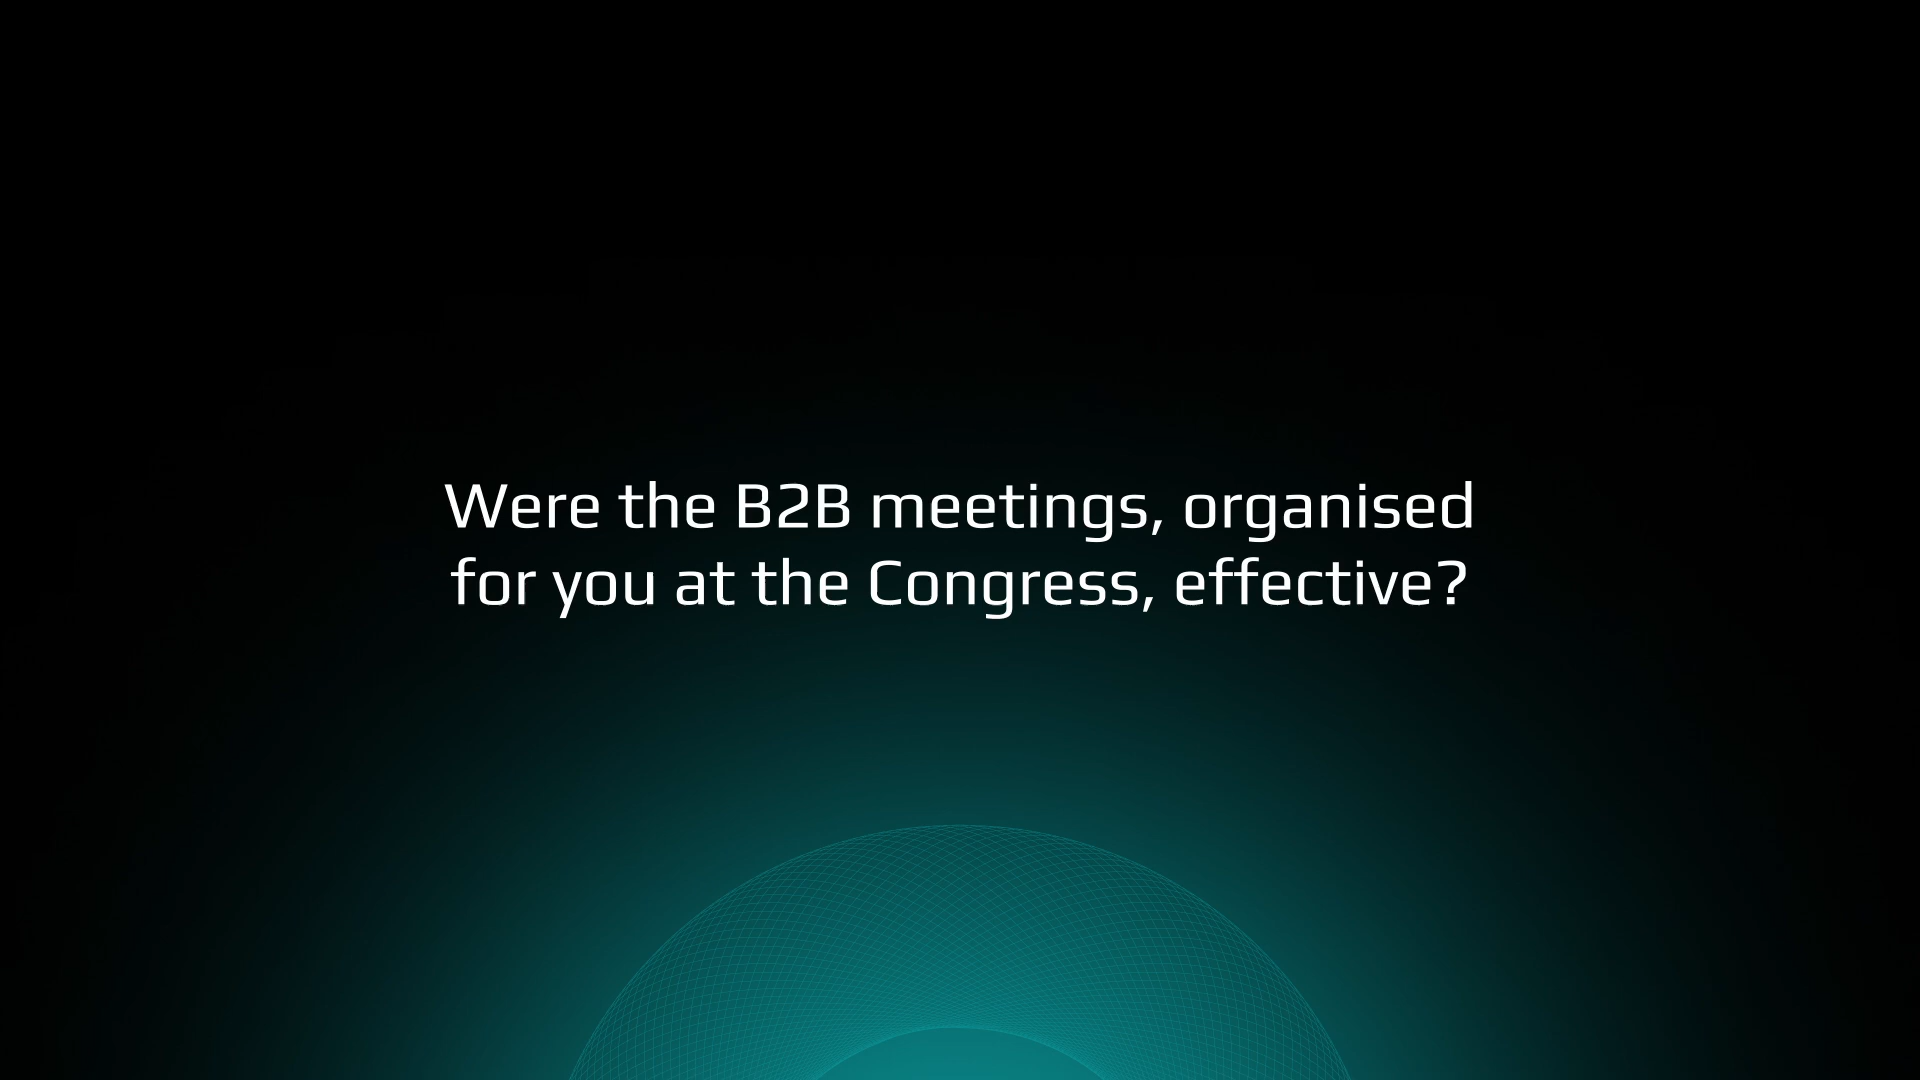 Were the B2B meetings, organised
for you at the Congress, effective?